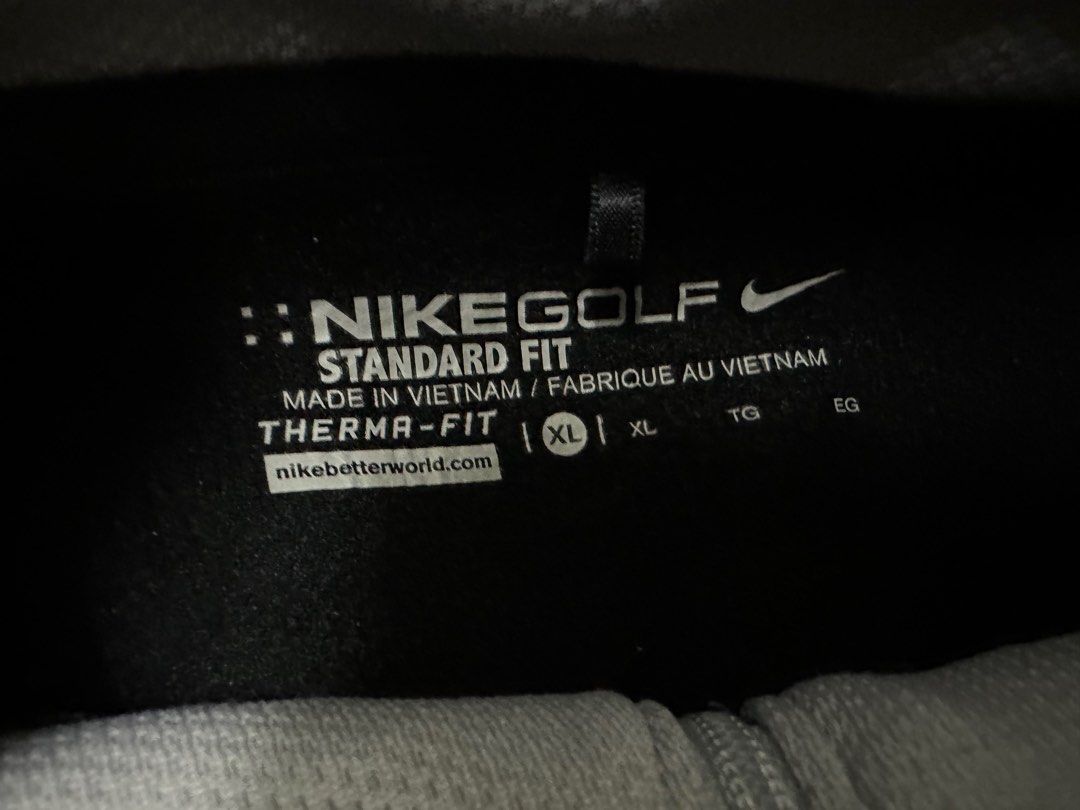 NIKEGOLF
STANDARD FIT
MADE IN VIETNAM / FABRIQUE AU VIETNAM
THERMA-FIT | XL | XL TG EG
nikebetterworld.com